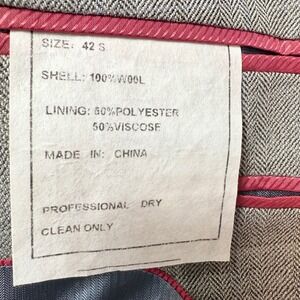 SIZE: 42 S
SHELL: 100%WOOL
LINING: 50%POLYESTER
50%VISCOSE
MADE IN: CHINA
PROFESSIONAL DRY
CLEAN ONLY